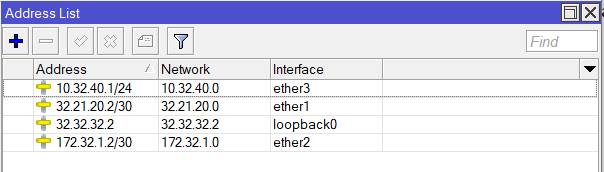 Address List
Find
Address Network Interface
10.32.40.1/24 10.32.40.0 ether3
32.21.20.2/30 32.21.20.0 ether1
32.32.32.2 32.32.32.2 loopback0
172.32.1.2/30 172.32.1.0 ether2